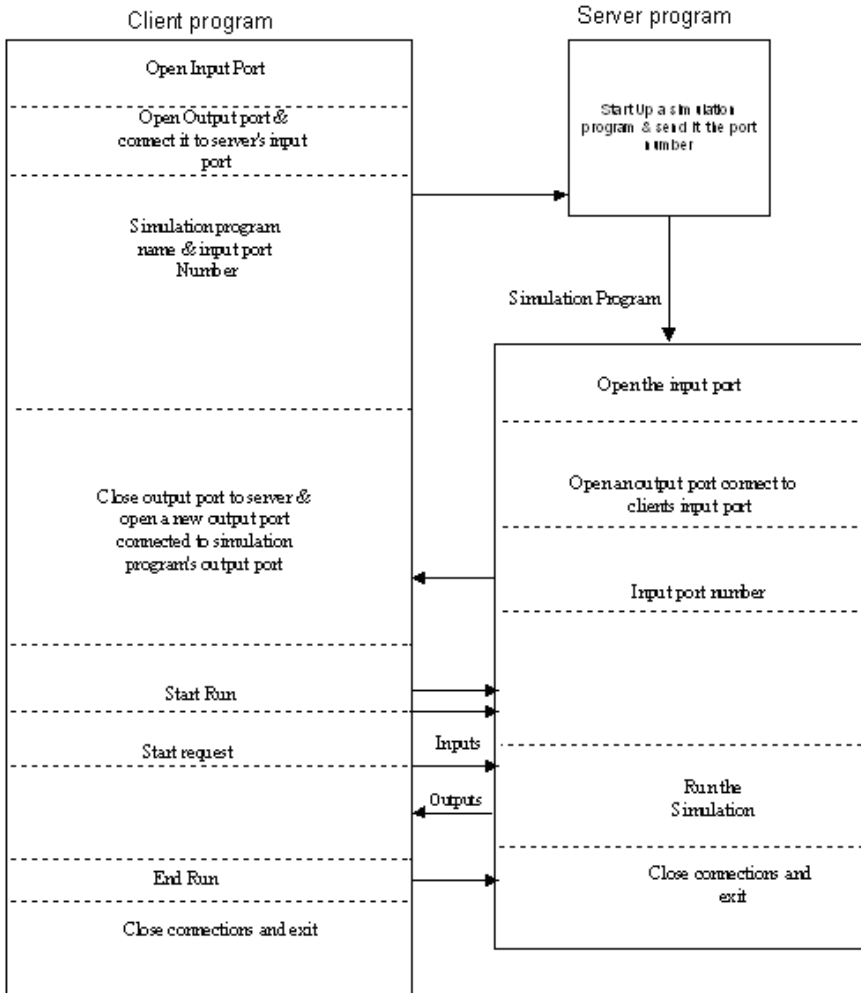 Client program
Server program
Open Input Port
Open Output port &
connect it to server's input
port
Simulation program
name & input port
Number
Close output port to server &
open a new output port
connected to simulation
program's output port
Start Run
Start request
End Run
Close connections and exit
Start Up a simulation
program & send it the port
number
Simulation Program
Open the input port
Open an output port connect to
clients input port
Input port number
Inputs
Outputs
Run the
Simulation
Close connections and
exit